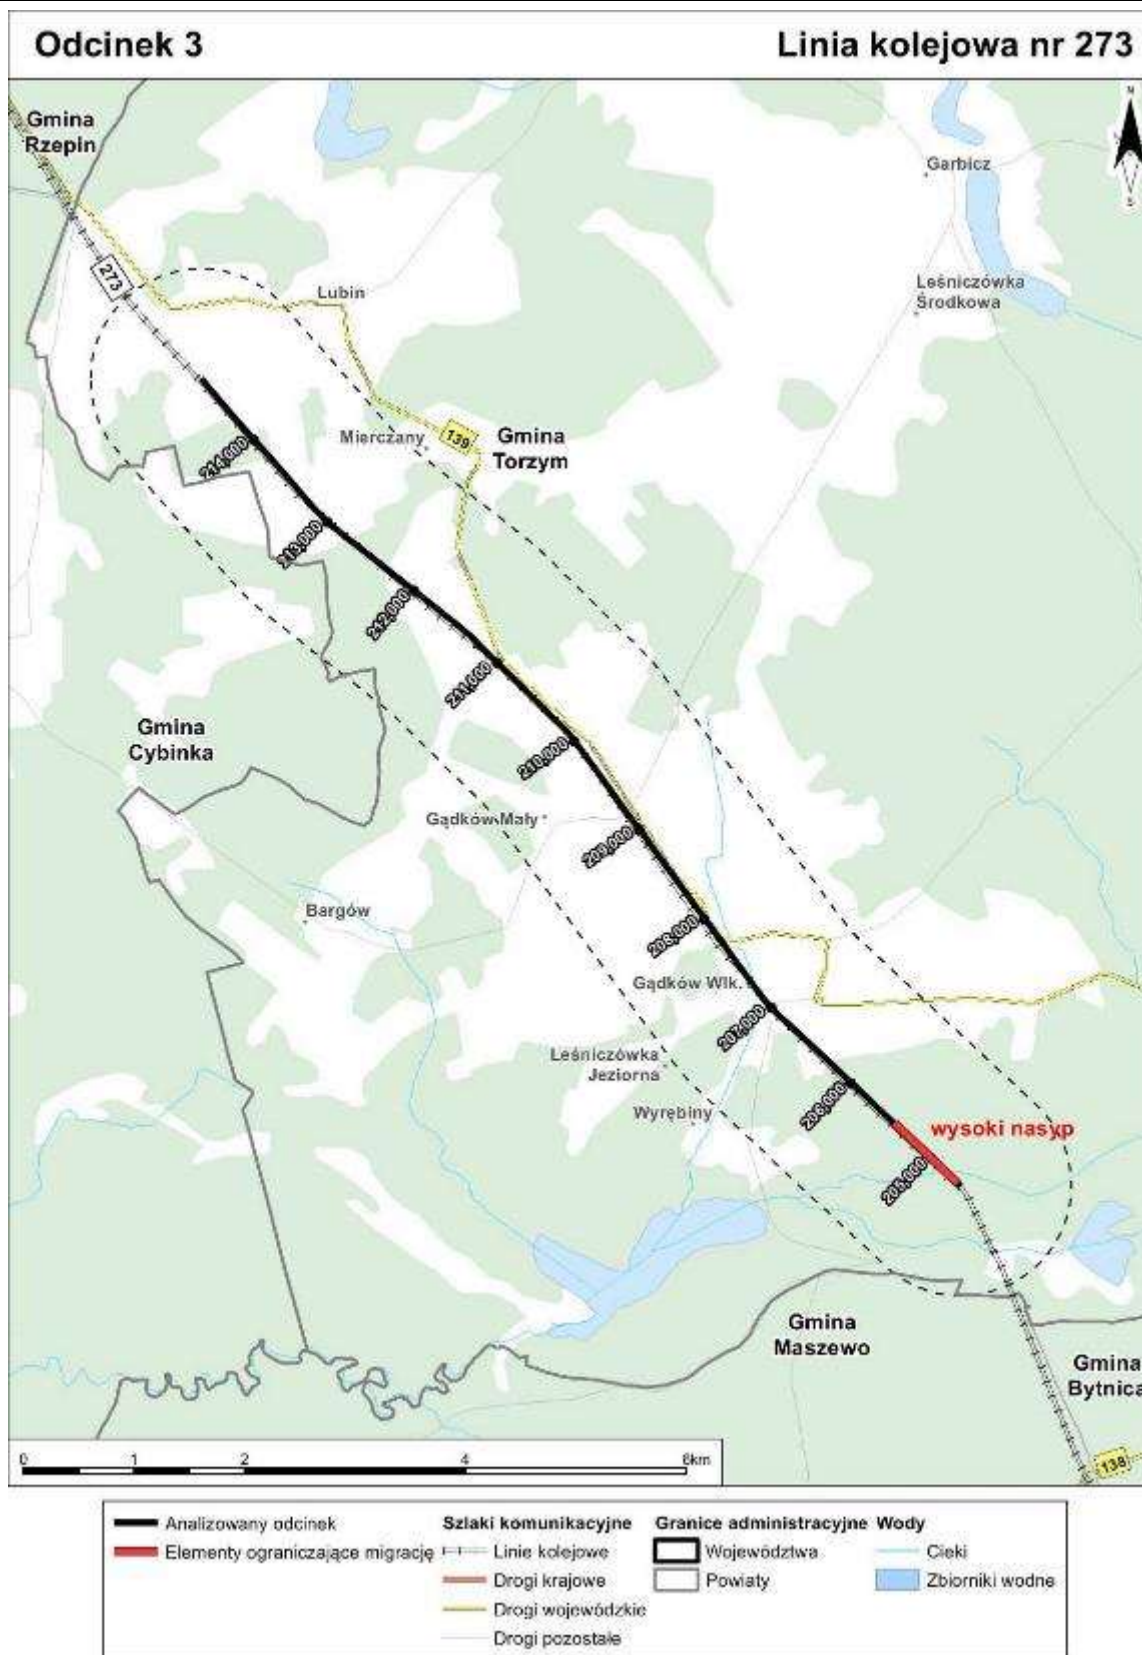 Odcinek 3
Linia kolejowa nr 273
Gmina
Rzepin
N
Garbicz
273
Lubin
Leśniczówka
Środkowa
Mierczany
139
Gmina
Torzym
214,000
213,000
212,000
211,000
Gmina
Cybinka
210,000
Gądków Mały
209,000
Bargów
208,000
Gądków Wlk.
207,000
Leśniczówka
Jeziorna
206,000
Wyrębiny
wysoki nasyp
205,000
Gmina
Maszewo
Gmina
Bytnica
138
0 1 2 4 6km
Analizowany odcinek
Elementy ograniczające migrację
Szlaki komunikacyjne
Linie kolejowe
Drogi krajowe
Drogi wojewódzkie
Drogi pozostałe
Granice administracyjne
Województwa
Powiaty
Wody
Cieki
Zbiorniki wodne